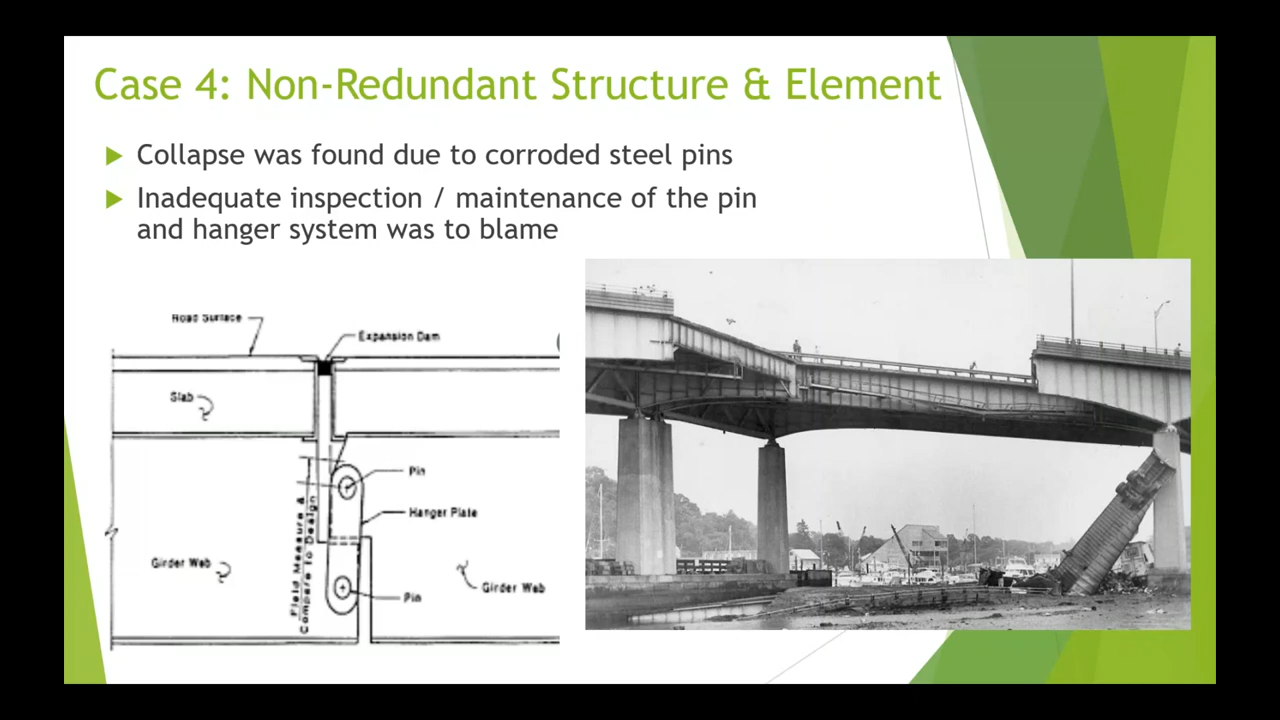 Case 4: Non-Redundant Structure & Element
Collapse was found due to corroded steel pins
Inadequate inspection / maintenance of the pin
and hanger system was to blame
Road Surface
Expansion Dam
Slab
Pin
Hanger Plate
Field Measure &
Compare to Design
Girder Web
Girder Web
Pin